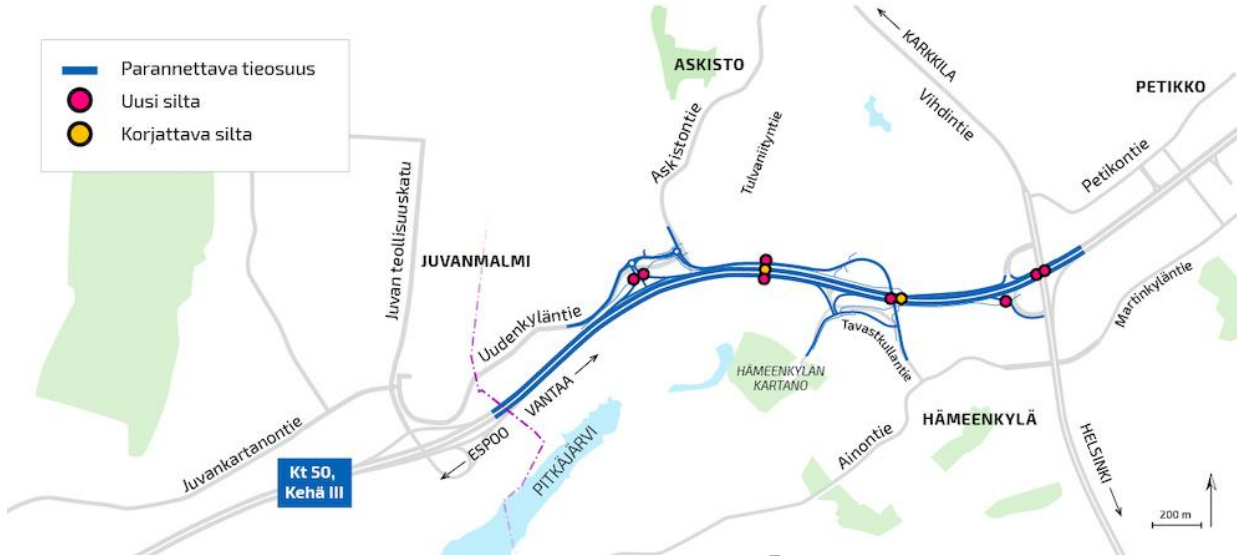 Parannettava tieosuus
Uusi silta
Korjattava silta
ASKISTO
KARKKILA
Vihdintie
PETIKKO
Askistontie
Tulvaniityntie
Petikontie
Juvan teollisuuskatu
JUVANMALMI
Uudenkyläntie
Martinkyläntie
Tavastkullantie
HÄMEENKYLÄN
KARTANO
VANTAA
ESPOO
PITKÄJÄRVI
Juvankartanontie
Kt 50,
Kehä III
Ainontie
HÄMEENKYLÄ
HELSINKI
200 m